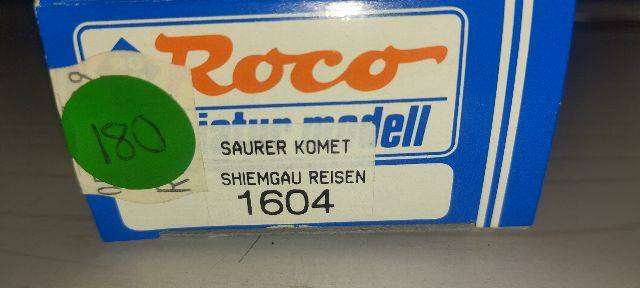 Roco
modell
180
SAURER KOMET
SHIEMGAU REISEN
1604